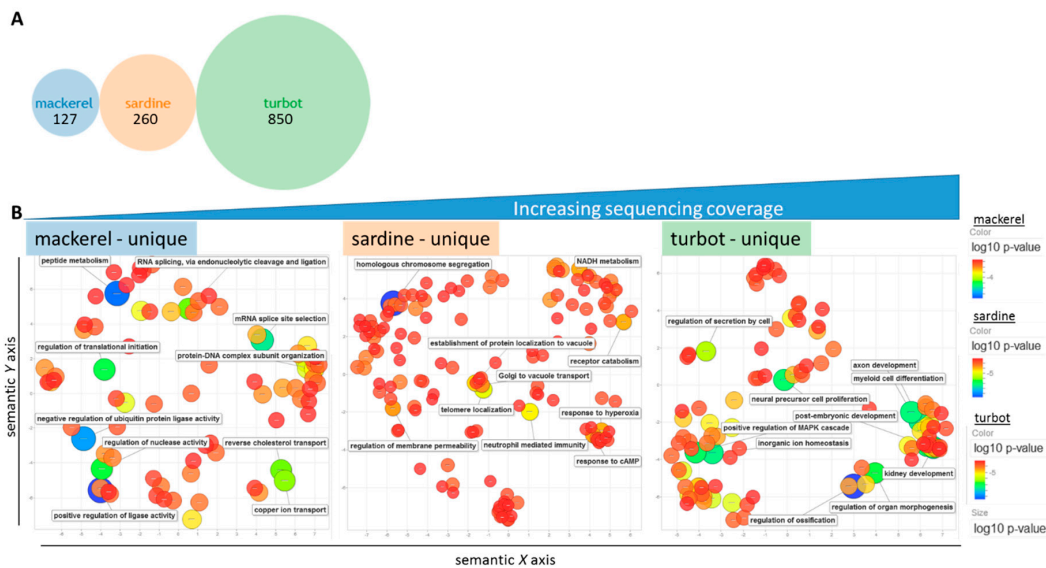 A
mackerel
127
sardine
260
turbot
850
Increasing sequencing coverage
B
mackerel - unique
sardine - unique
turbot - unique
peptide metabolism
RNA splicing, via endonucleolytic cleavage and ligation
mRNA splice site selection
regulation of translational initiation
protein-DNA complex subunit organization
negative regulation of ubiquitin protein ligase activity
regulation of nuclease activity
reverse cholesterol transport
copper ion transport
positive regulation of ligase activity
homologous chromosome segregation
NADH metabolism
establishment of protein localization to vacuole
receptor catabolism
Golgi to vacuole transport
telomere localization
response to hyperoxia
regulation of membrane permeability
neutrophil mediated immunity
response to cAMP
regulation of secretion by cell
axon development
myeloid cell differentiation
neural precursor cell proliferation
post-embryonic development
positive regulation of MAPK cascade
inorganic ion homeostasis
kidney development
regulation of organ morphogenesis
regulation of ossification
semantic Y axis
semantic X axis
mackerel
Color
log10 p-value
sardine
Color
log10 p-value
turbot
Color
log10 p-value
Size
log10 p-value